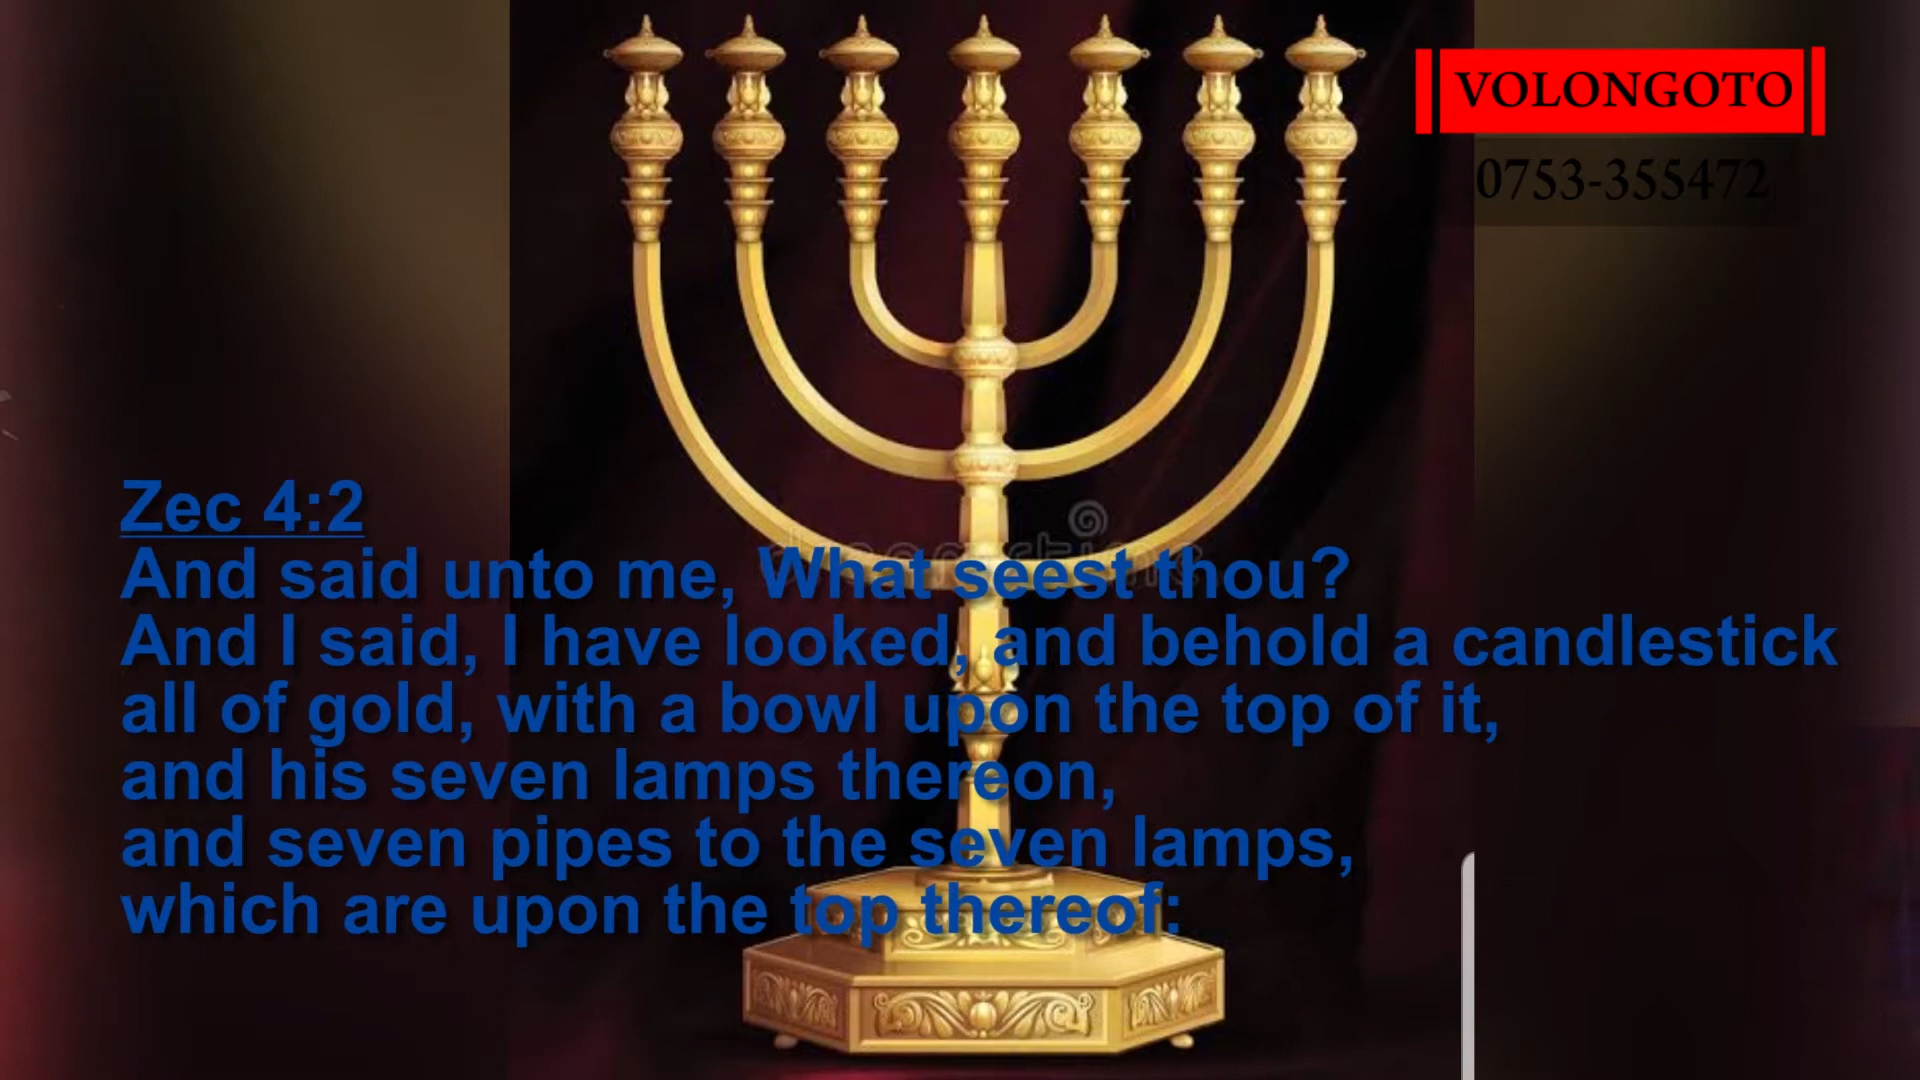 VOLONGOTO
0753-355472
Zec 4:2
And said unto me, What seest thou?
And I said, I have looked, and behold a candlestick
all of gold, with a bowl upon the top of it,
and his seven lamps thereon,
and seven pipes to the seven lamps,
which are upon the top thereof: